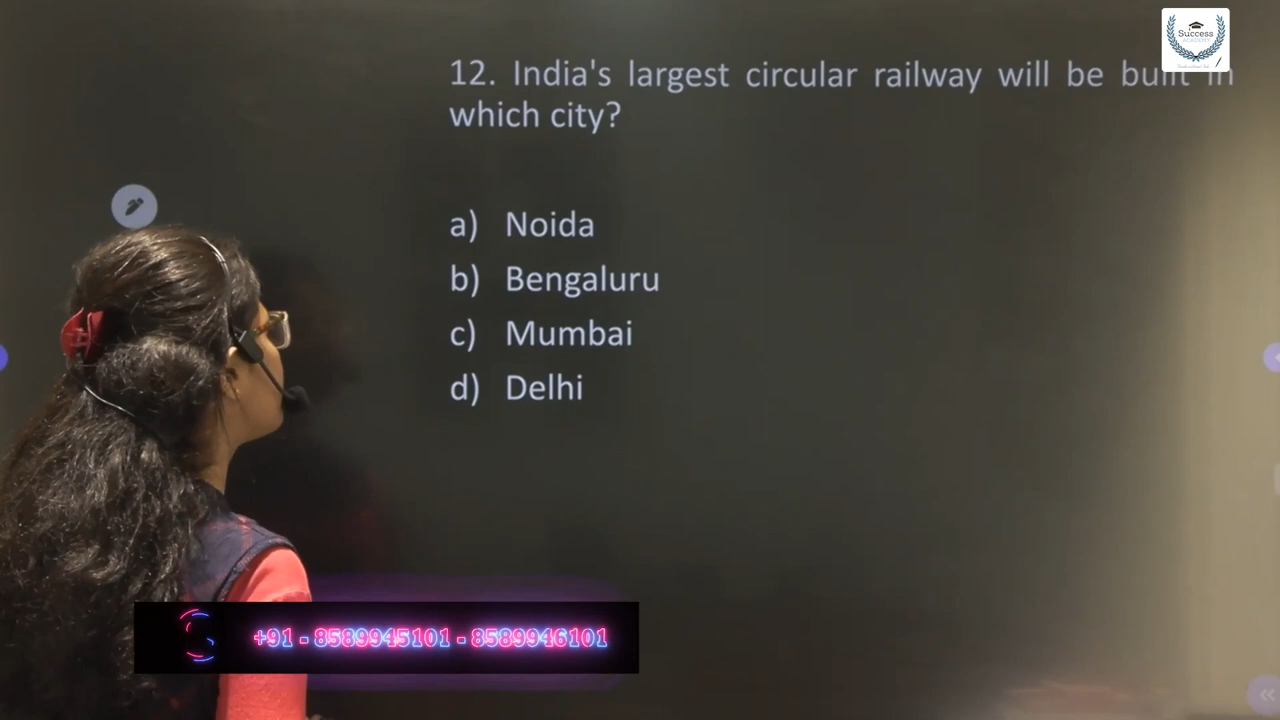 Success
ACADEMY
12. India's largest circular railway will be built in
which city?
a) Noida
b) Bengaluru
c) Mumbai
d) Delhi
+91 - 8589945101 - 8589946101